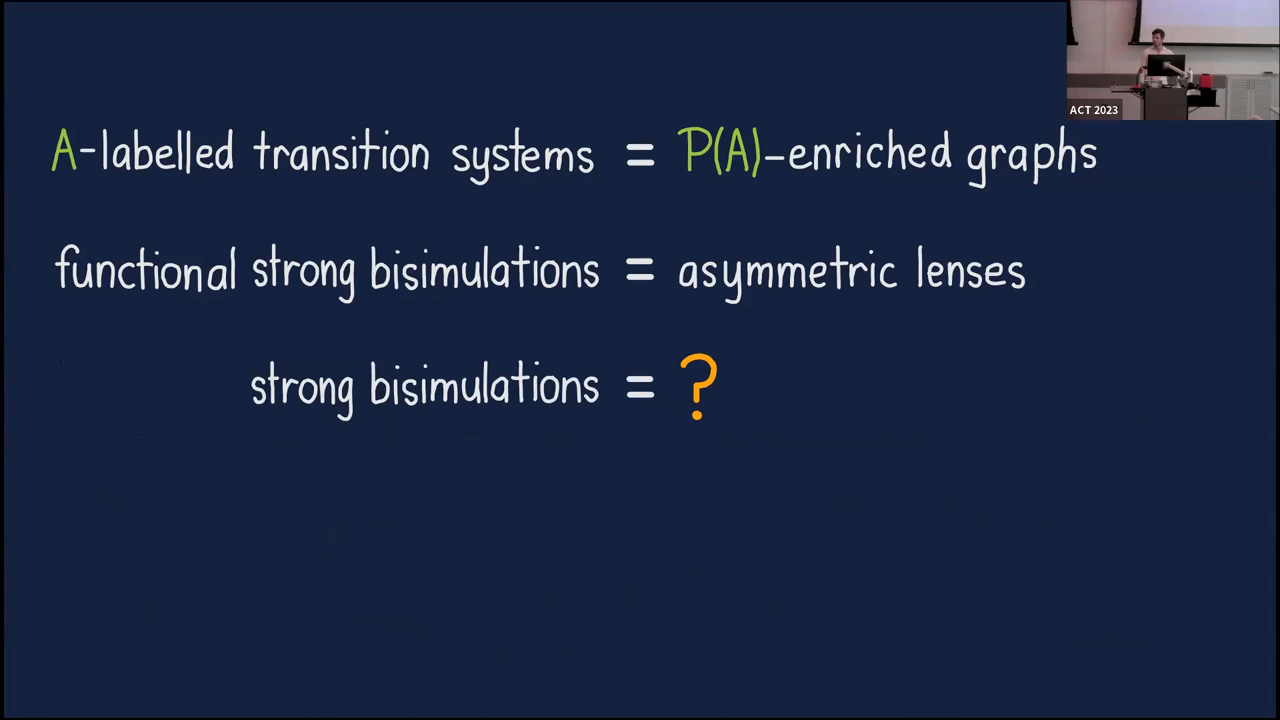 ACT 2023
A-labelled transition systems = P(A)-enriched graphs
functional strong bisimulations = asymmetric lenses
strong bisimulations = ?